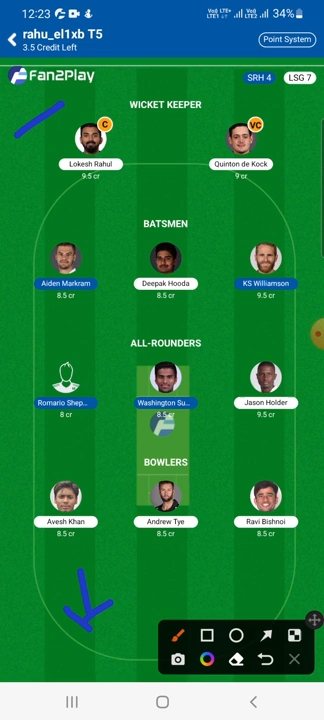 12:23 34%
rahu_el1xb T5
3.5 Credit Left
Point System
Fan2Play SRH 4 LSG 7
WICKET KEEPER
C VC
Lokesh Rahul Quinton de Kock
9.5 cr 9 cr
BATSMEN
Aiden Markram Deepak Hooda KS Williamson
8.5 cr 8.5 cr 9.5 cr
ALL-ROUNDERS
Romario Shep... Washington Su... Jason Holder
8 cr 8.5 cr 9.5 cr
BOWLERS
Avesh Khan Andrew Tye Ravi Bishnoi
8.5 cr 8.5 cr 8.5 cr